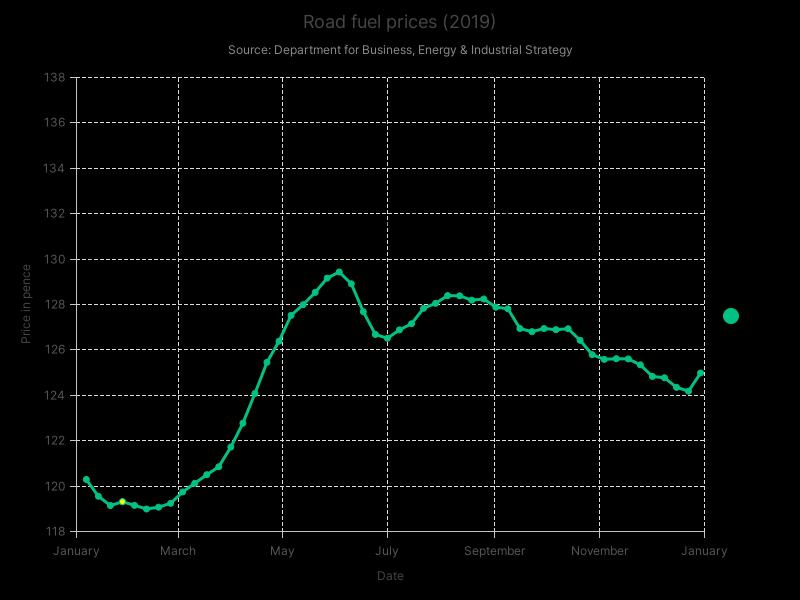 Road fuel prices (2019)
Source: Department for Business, Energy & Industrial Strategy
138
136
134
132
130
128
126
124
122
120
118
Price in pence
January March May July September November January
Date